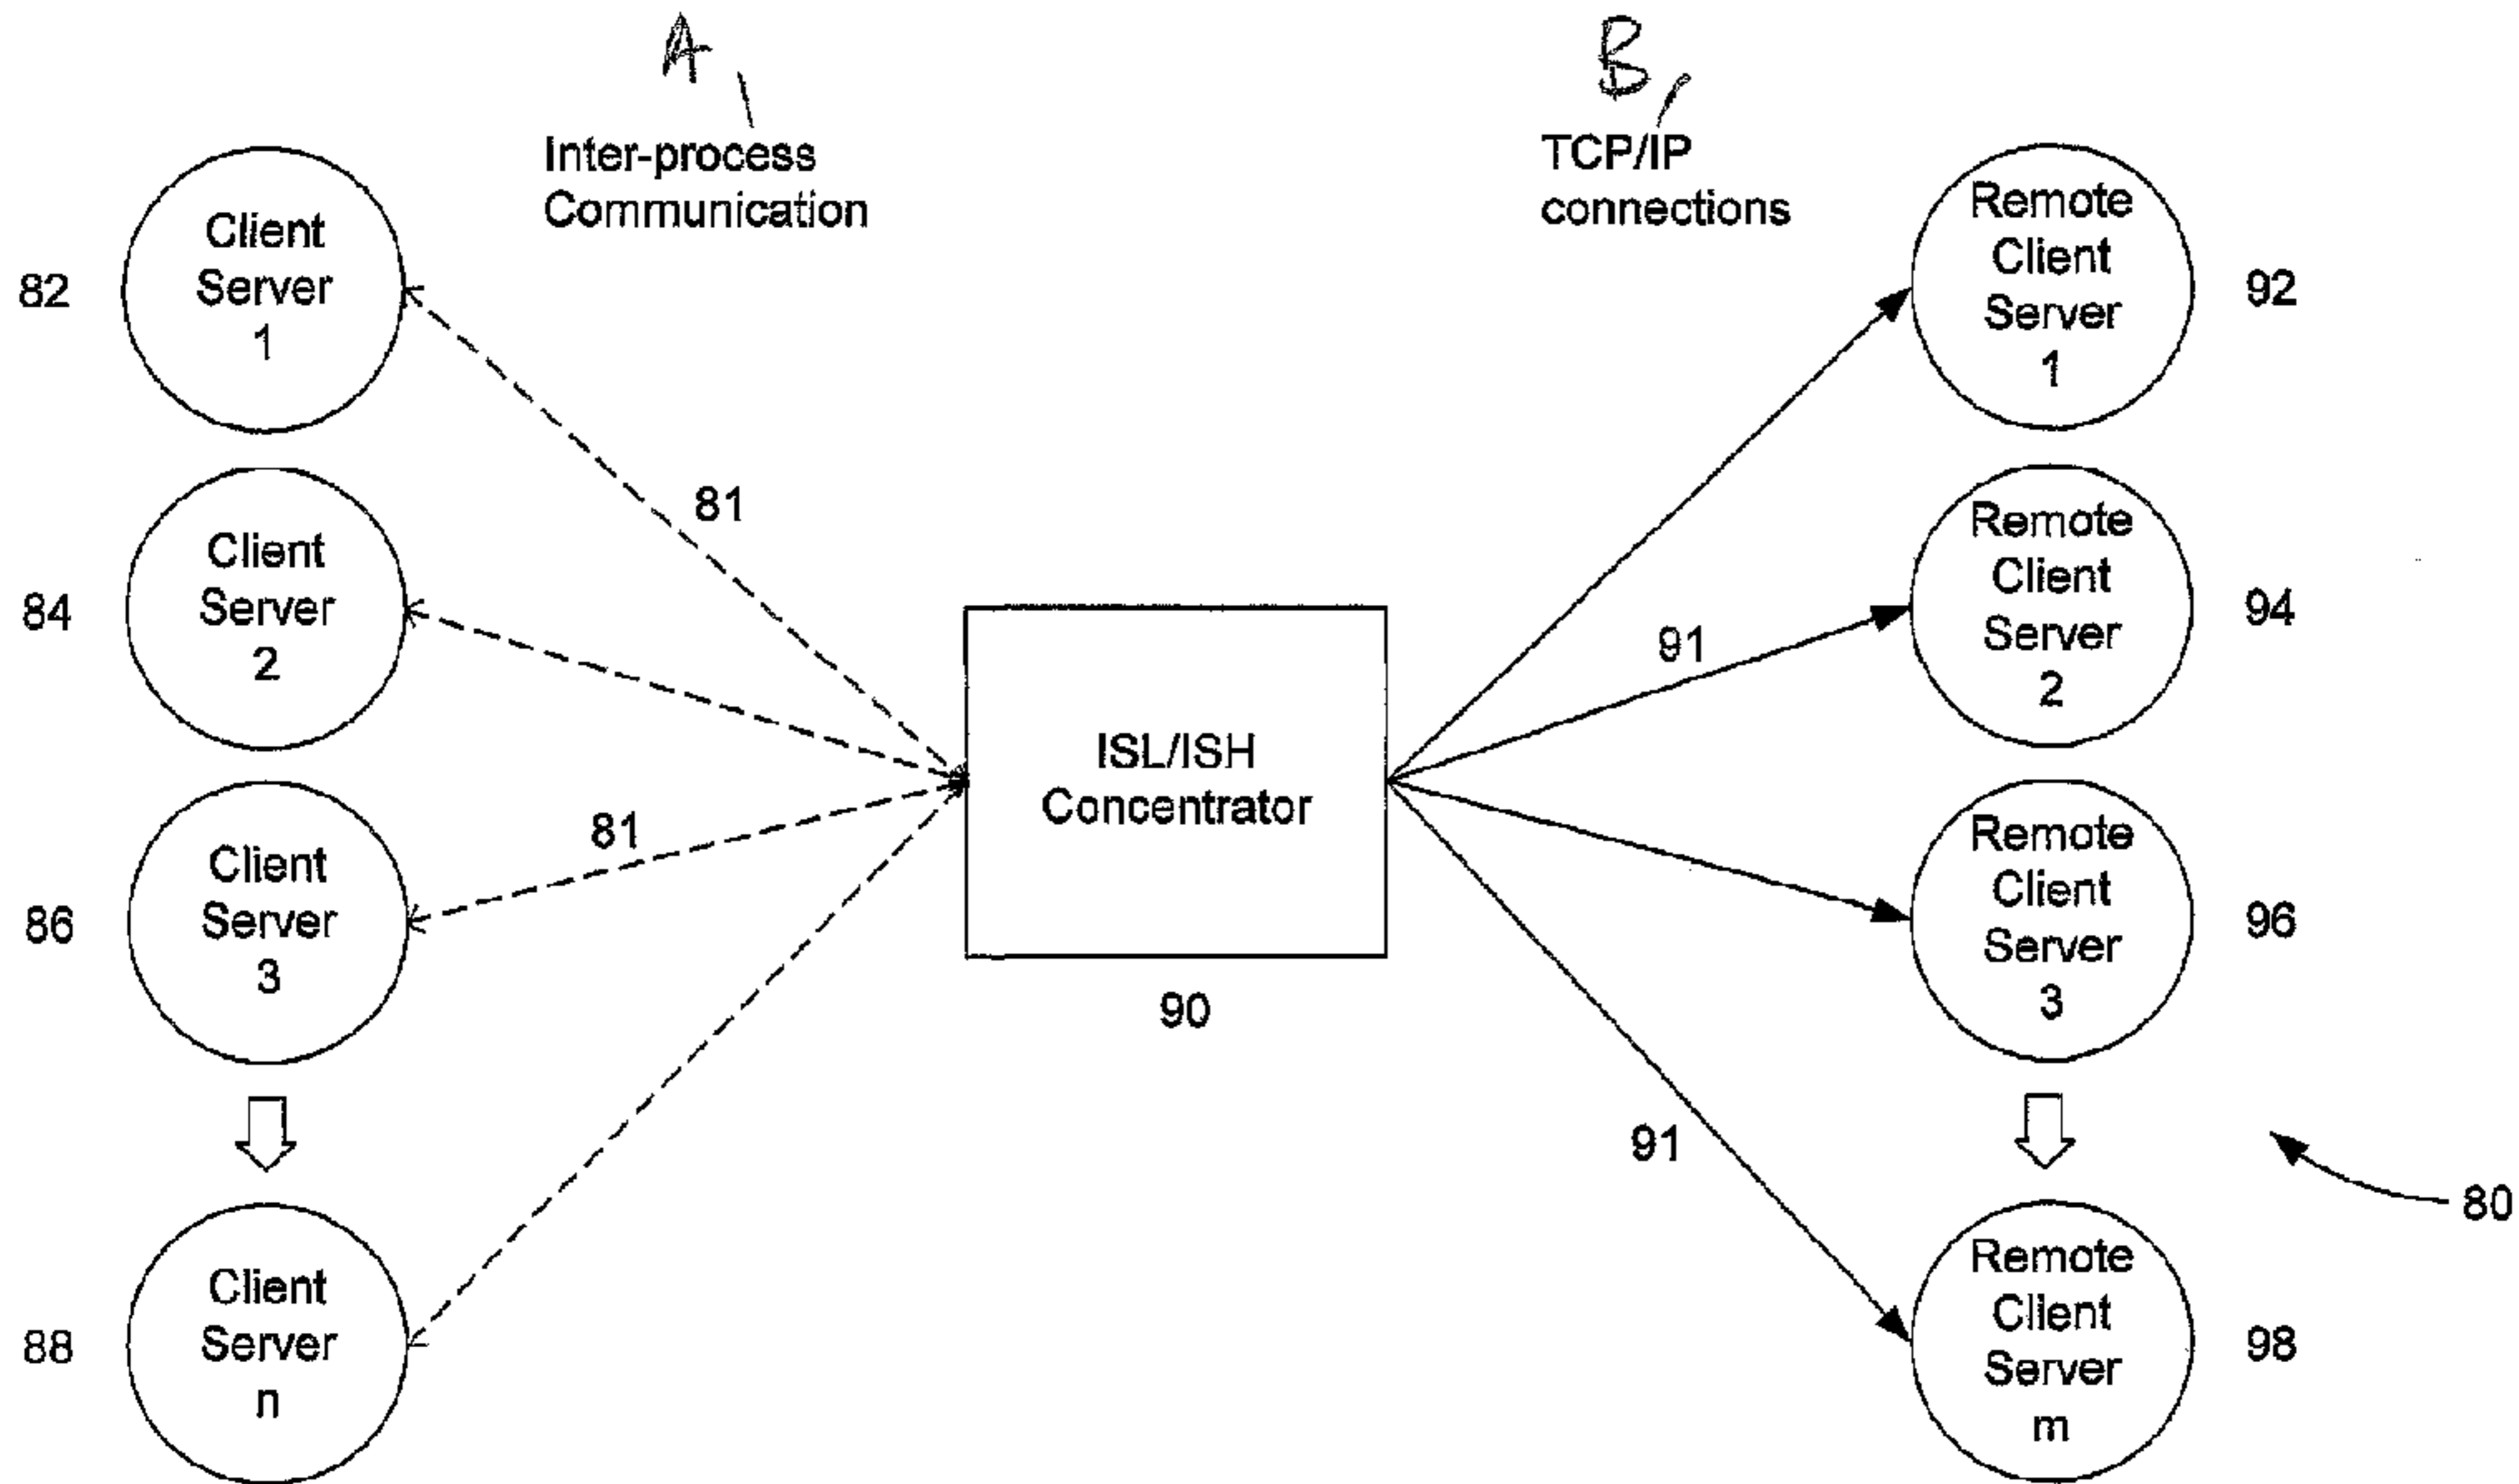 A
B
Inter-process
Communication
TCP/IP
connections
82
Client
Server
1
Remote
Client
Server
1
92
81
84
Client
Server
2
Remote
Client
Server
2
94
91
ISL/ISH
Concentrator
90
81
86
Client
Server
3
Remote
Client
Server
3
96
91
80
88
Client
Server
n
Remote
Client
Server
m
98